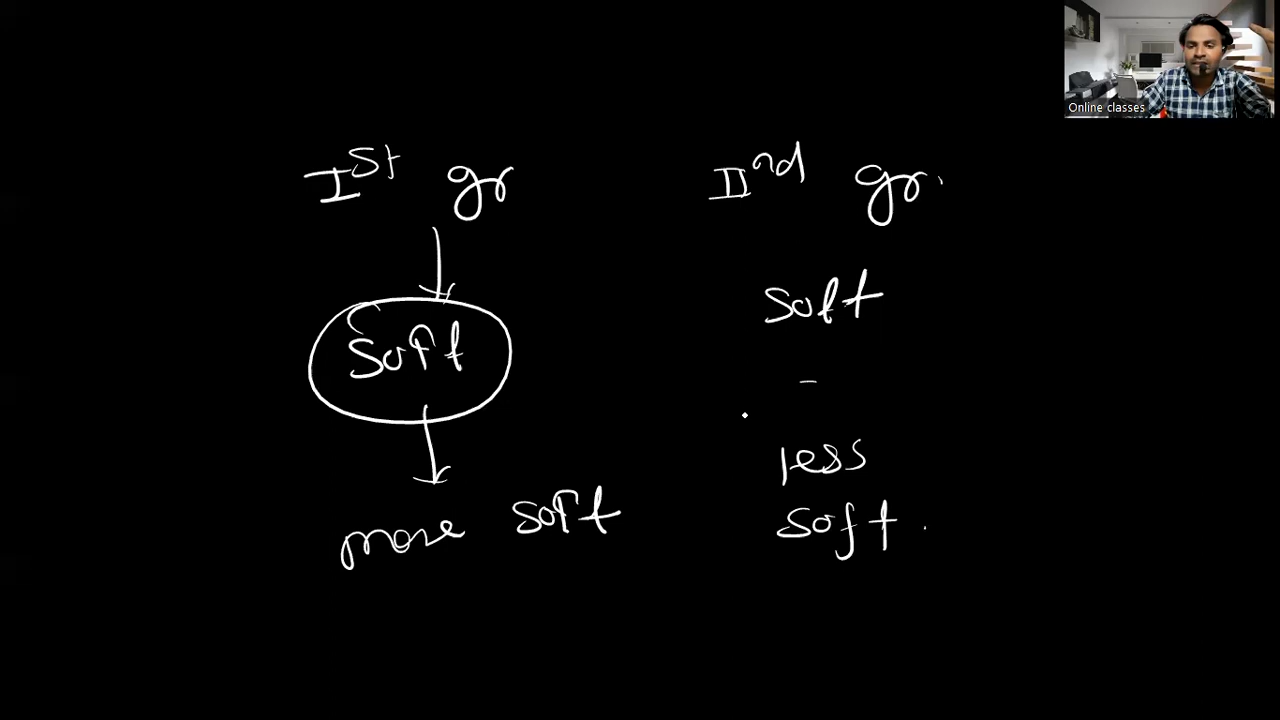 Online classes
Ist gr
IInd gr.
soft
soft
-
less
more soft
soft.